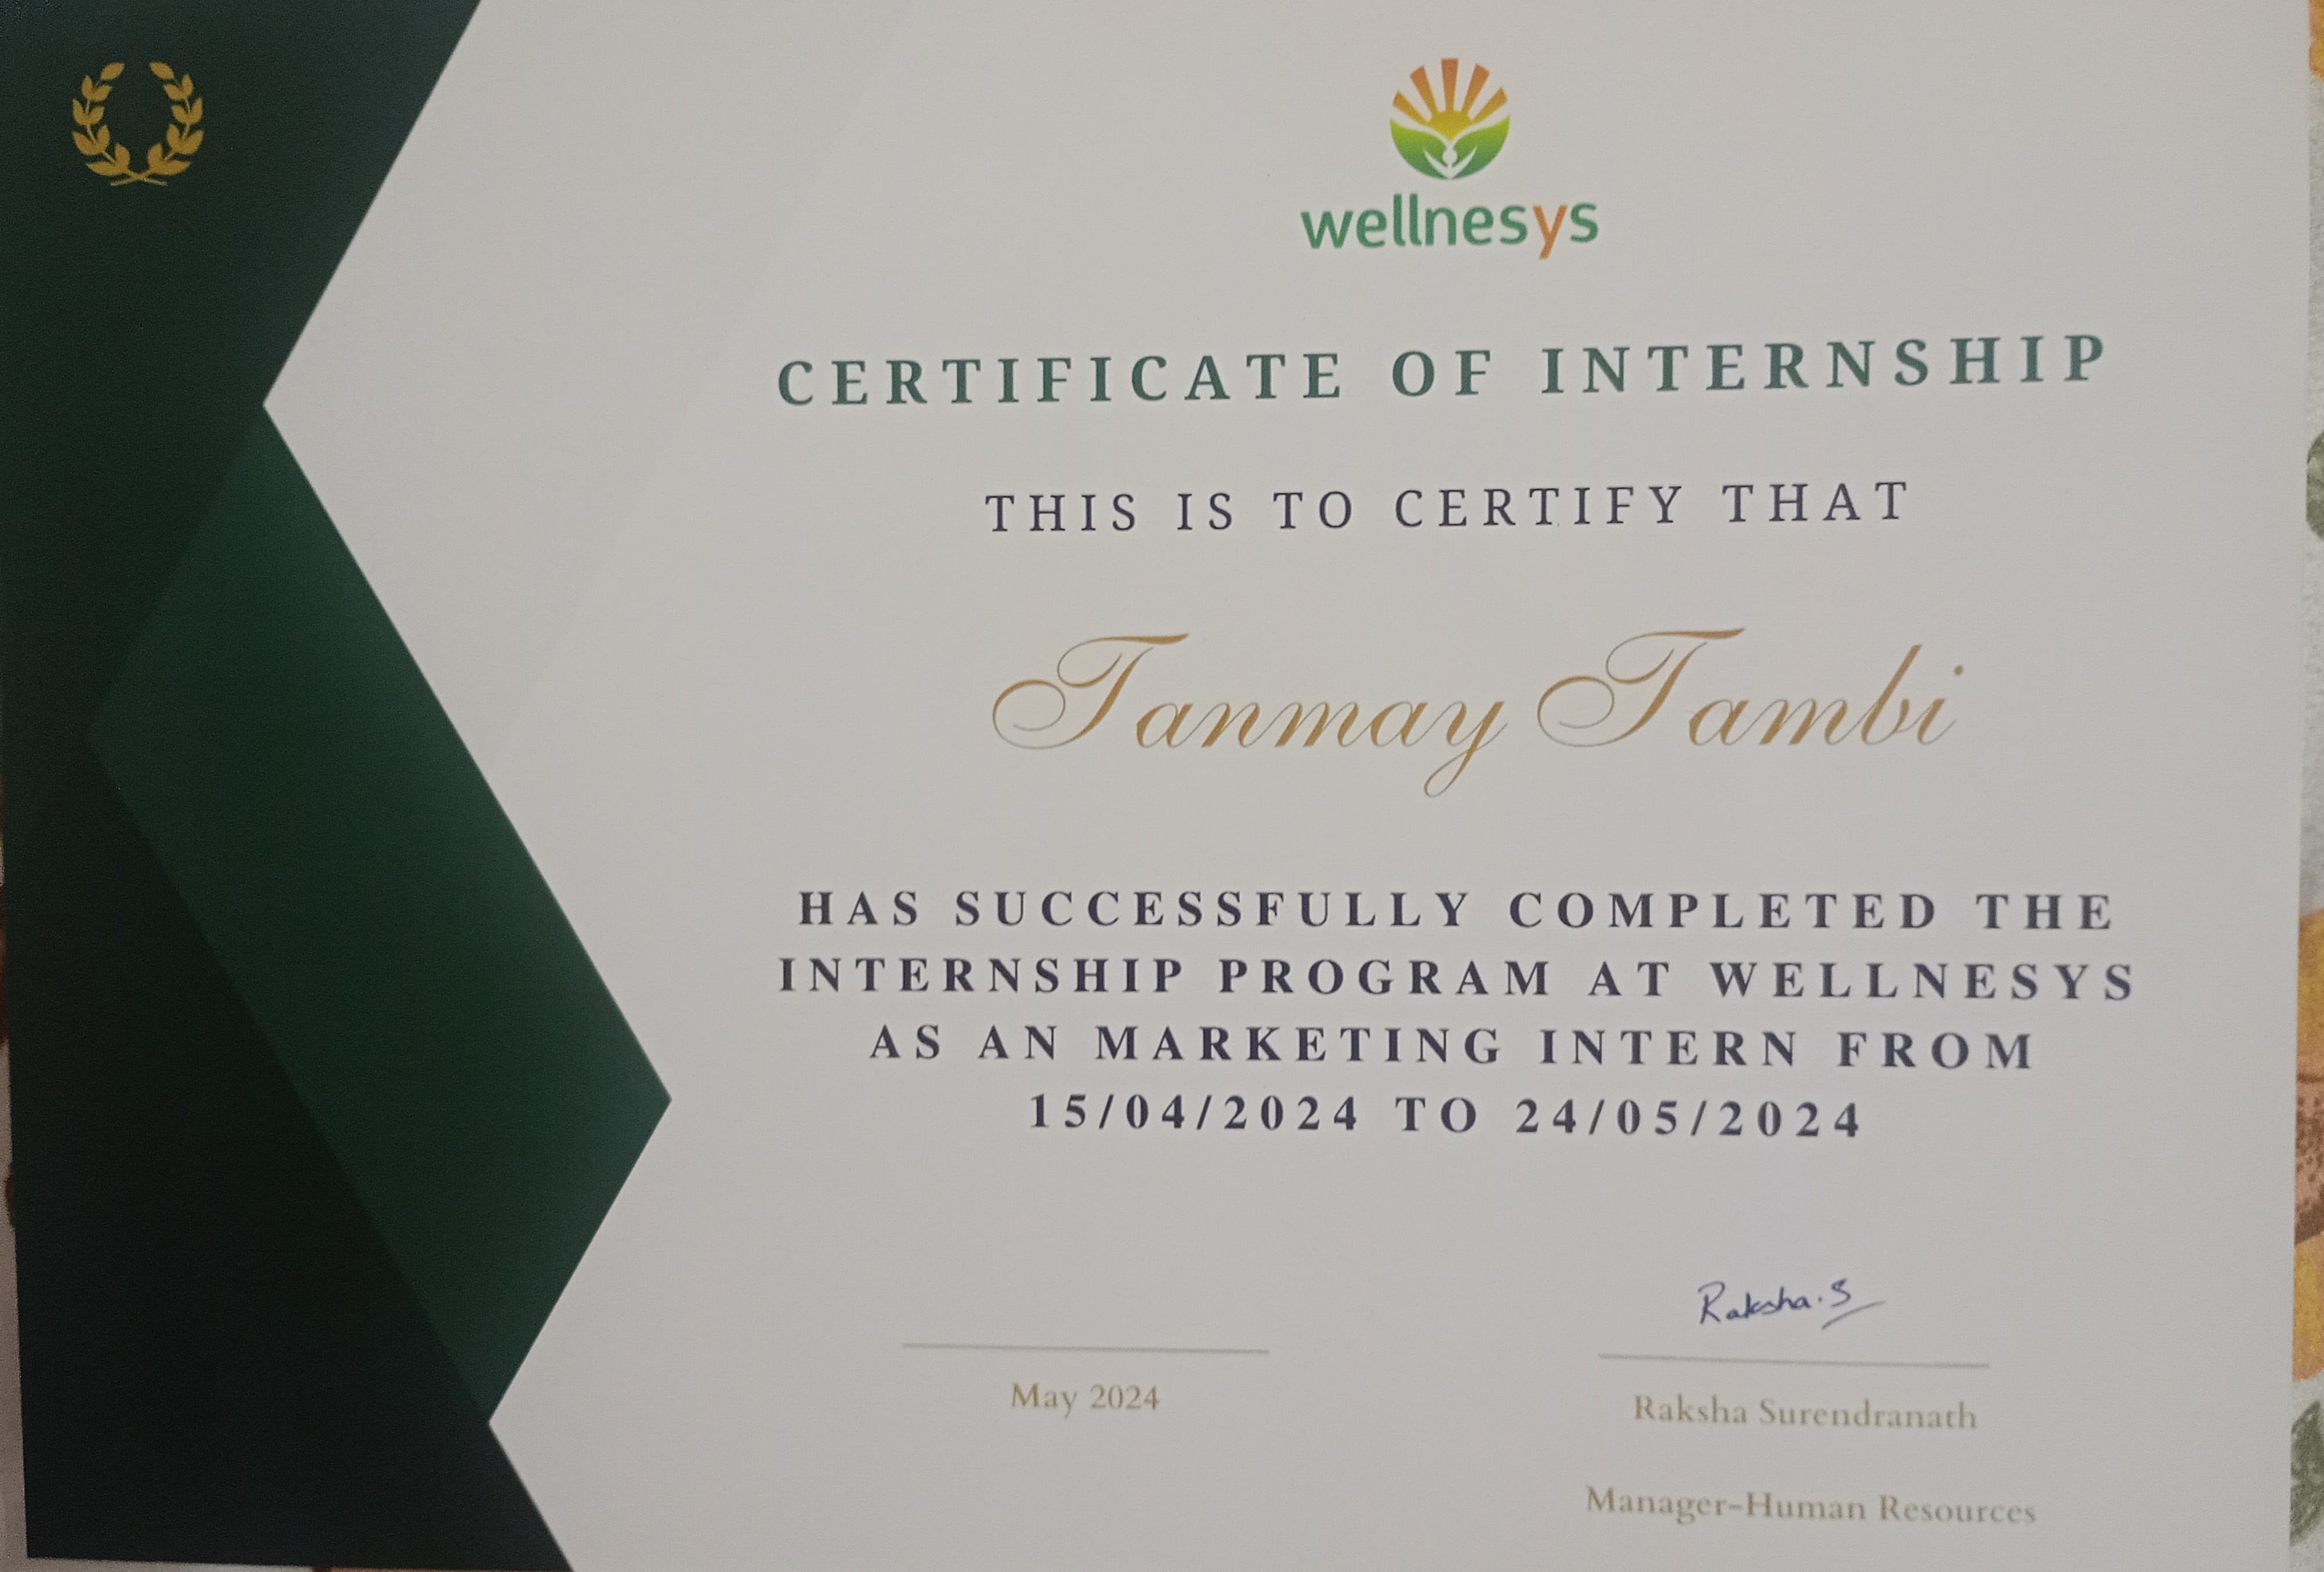 wellnesys
CERTIFICATE OF INTERNSHIP
THIS IS TO CERTIFY THAT
Tanmay Tambi
HAS SUCCESSFULLY COMPLETED THE
INTERNSHIP PROGRAM AT WELLNESYS
AS AN MARKETING INTERN FROM
15/04/2024 TO 24/05/2024
Raksha.S
May 2024
Raksha Surendranath
Manager-Human Resources